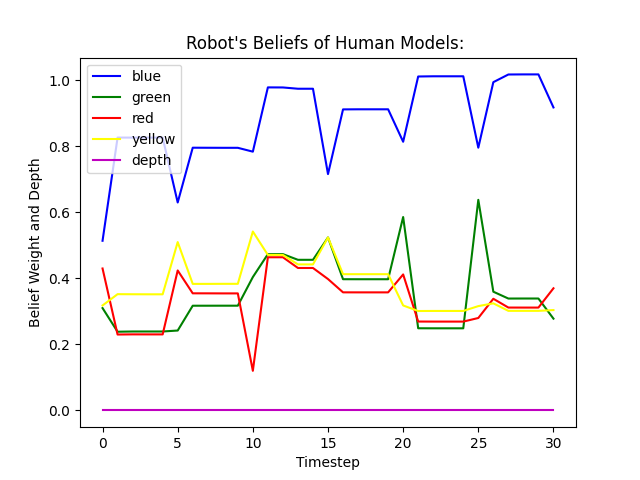 Robot's Beliefs of Human Models:
blue
green
red
yellow
depth
1.0
0.8
0.6
0.4
0.2
0.0
Belief Weight and Depth
0 5 10 15 20 25 30
Timestep